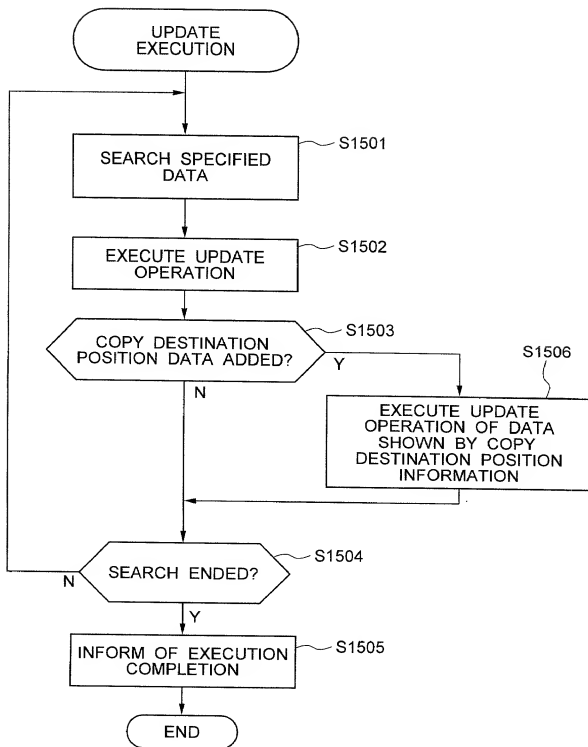 UPDATE
EXECUTION
S1501
SEARCH SPECIFIED
DATA
S1502
EXECUTE UPDATE
OPERATION
S1503
COPY DESTINATION
POSITION DATA ADDED?
Y
N
S1506
EXECUTE UPDATE
OPERATION OF DATA
SHOWN BY COPY
DESTINATION POSITION
INFORMATION
S1504
SEARCH ENDED?
N
Y
S1505
INFORM OF EXECUTION
COMPLETION
END